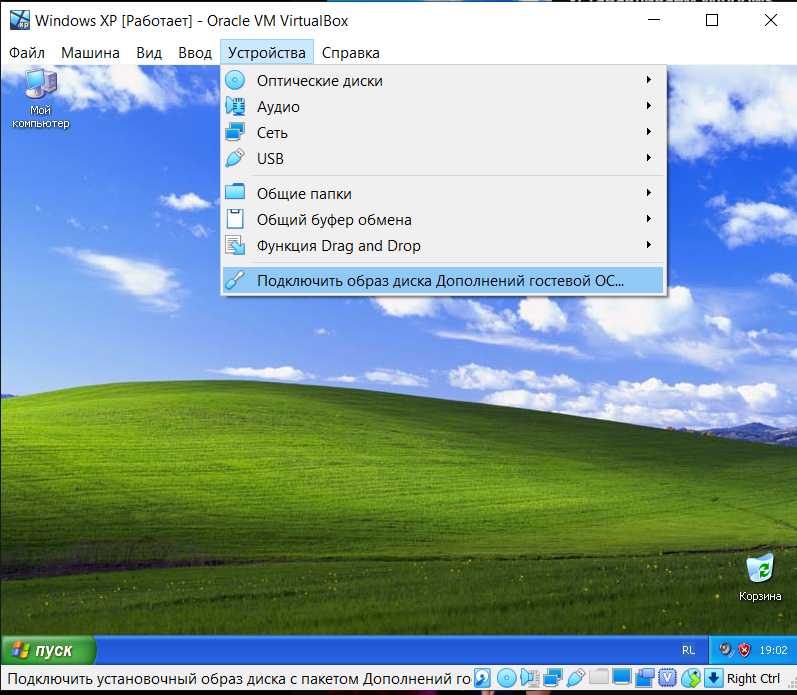 Windows XP [Работает] - Oracle VM VirtualBox
Файл Машина Вид Ввод Устройства Справка
Мой
компьютер
Оптические диски
Аудио
Сеть
USB
Общие папки
Общий буфер обмена
Функция Drag and Drop
Подключить образ диска Дополнений гостевой ОС...
Корзина
пуск RL 19:02
Подключить установочный образ диска с пакетом Дополнений го Right Ctrl